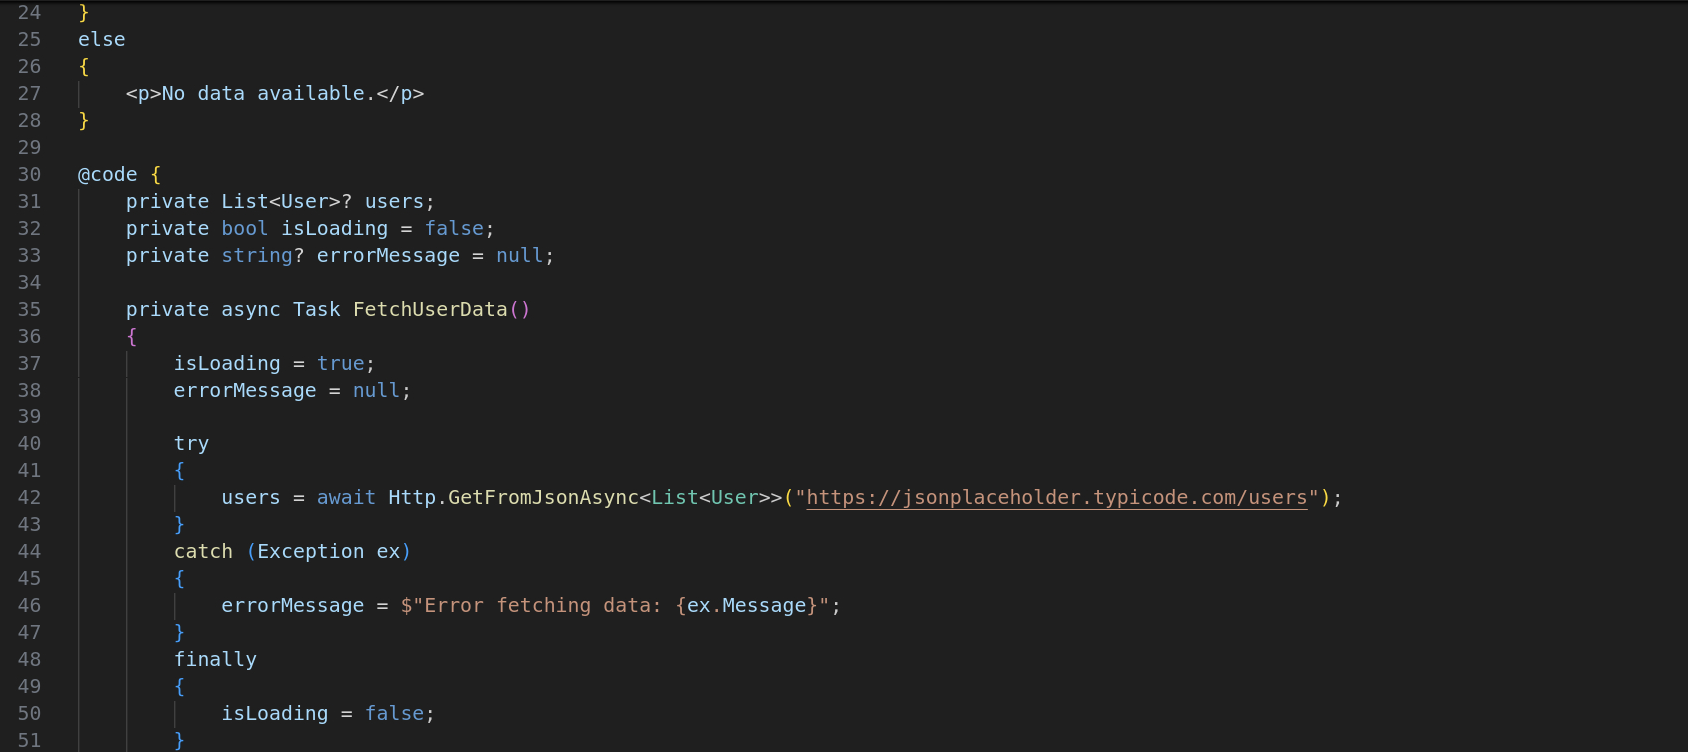 24 }
25 else
26 {
27     <p>No data available.</p>
28 }
29
30 @code {
31     private List<User>? users;
32     private bool isLoading = false;
33     private string? errorMessage = null;
34
35     private async Task FetchUserData()
36     {
37         isLoading = true;
38         errorMessage = null;
39
40         try
41         {
42             users = await Http.GetFromJsonAsync<List<User>>("https://jsonplaceholder.typicode.com/users");
43         }
44         catch (Exception ex)
45         {
46             errorMessage = $"Error fetching data: {ex.Message}";
47         }
48         finally
49         {
50             isLoading = false;
51         }